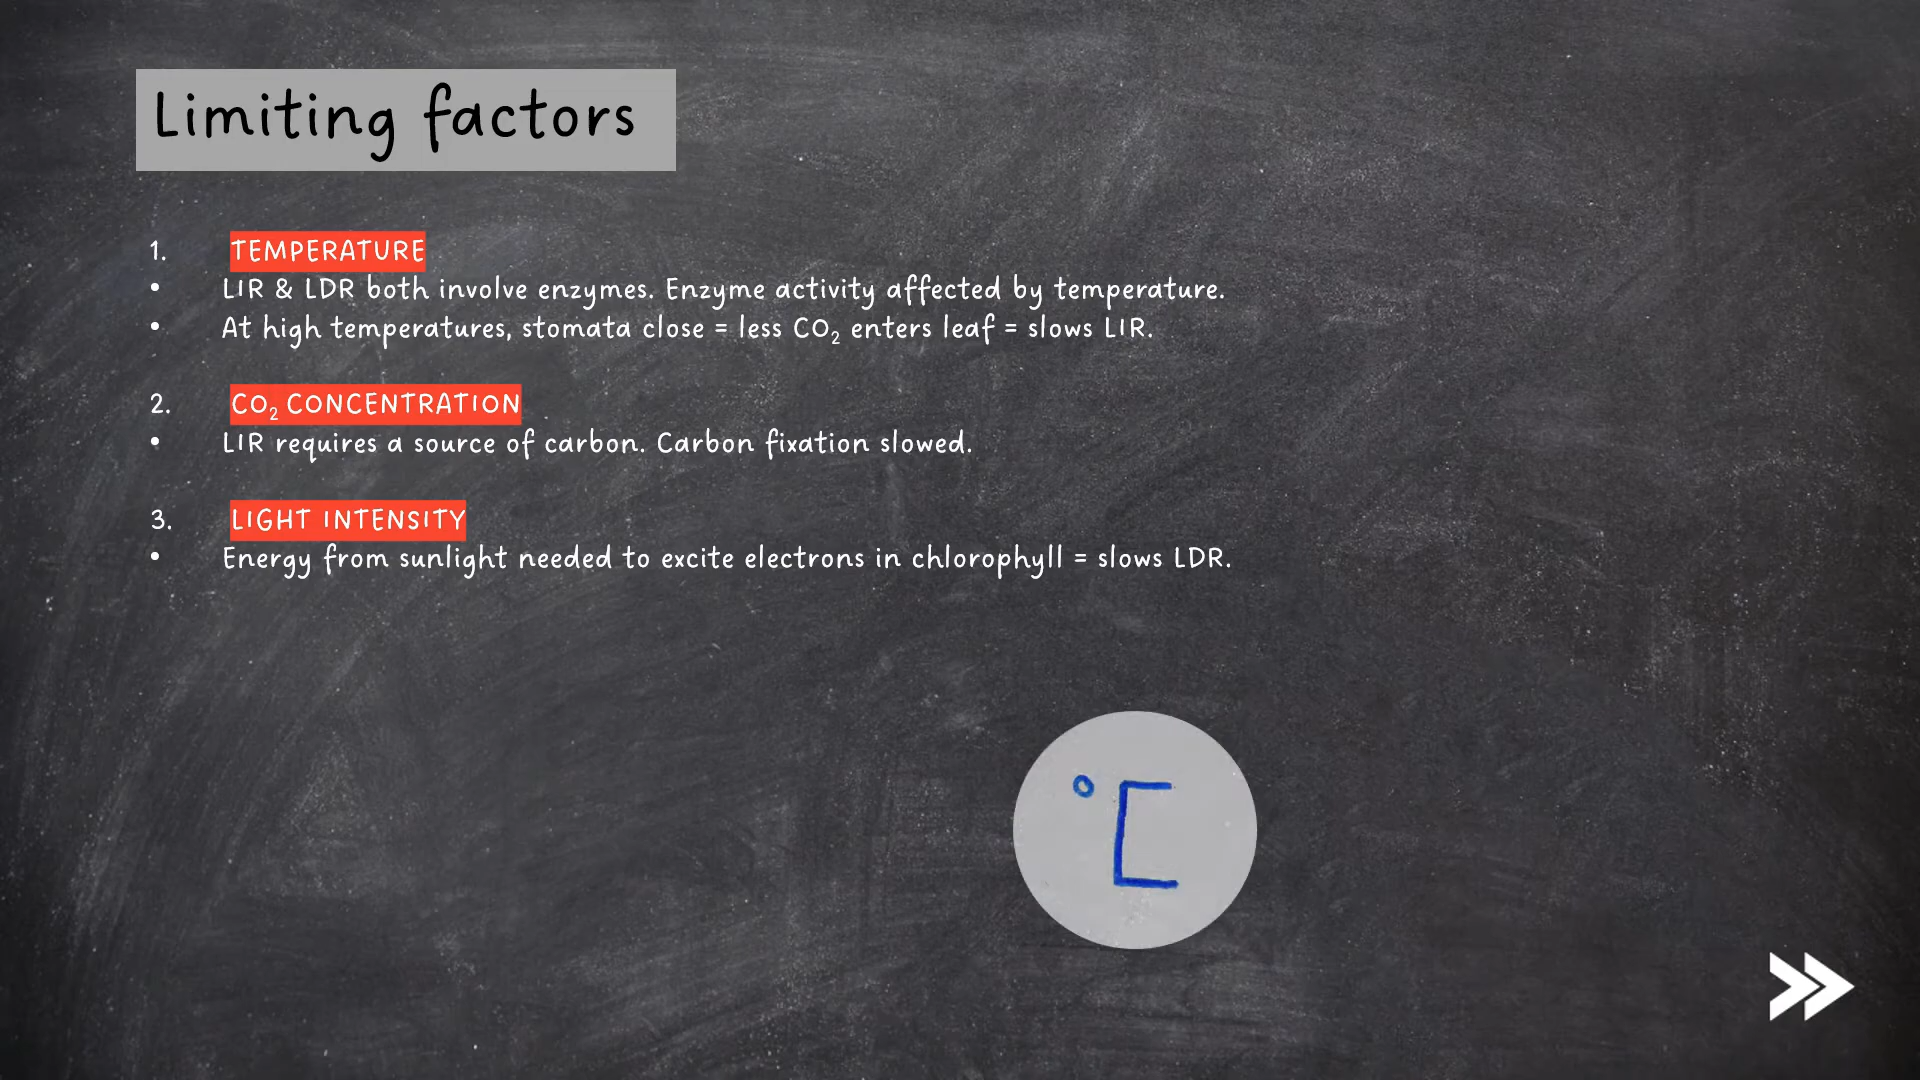 Limiting factors
1. TEMPERATURE
• LIR & LDR both involve enzymes. Enzyme activity affected by temperature.
• At high temperatures, stomata close = less CO₂ enters leaf = slows LIR.
2. CO₂ CONCENTRATION
• LIR requires a source of carbon. Carbon fixation slowed.
3. LIGHT INTENSITY
• Energy from sunlight needed to excite electrons in chlorophyll = slows LDR.
°C